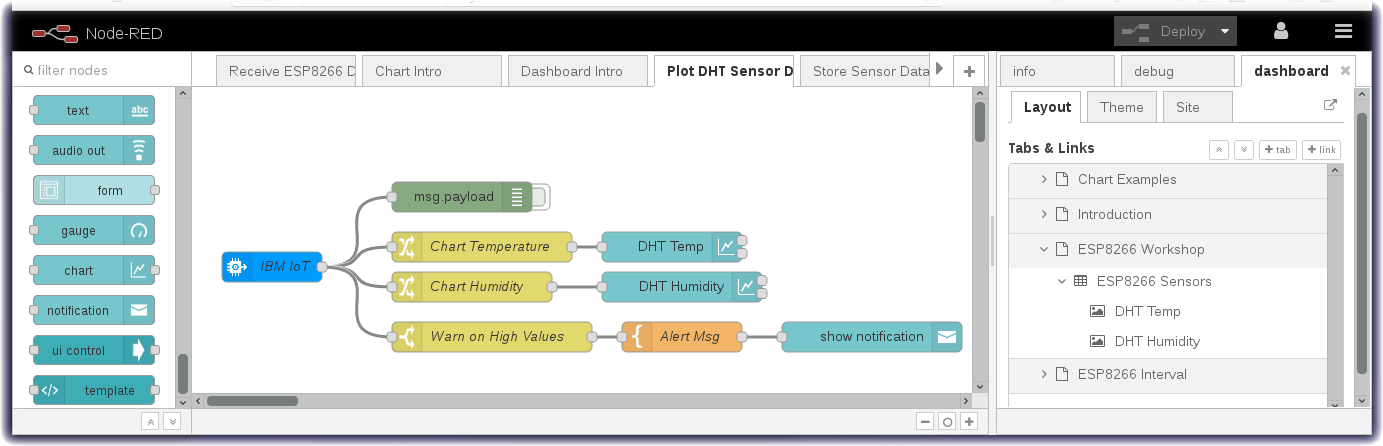 Node-RED
Deploy
filter nodes
Receive ESP8266 D
Chart Intro
Dashboard Intro
Plot DHT Sensor D
Store Sensor Data
info
debug
dashboard
text
abc
audio out
form
gauge
chart
notification
ui control
template
IBM IoT
msg.payload
Chart Temperature
DHT Temp
Chart Humidity
DHT Humidity
Warn on High Values
Alert Msg
show notification
Layout
Theme
Site
Tabs & Links
+ tab
+ link
Chart Examples
Introduction
ESP8266 Workshop
ESP8266 Sensors
DHT Temp
DHT Humidity
ESP8266 Interval